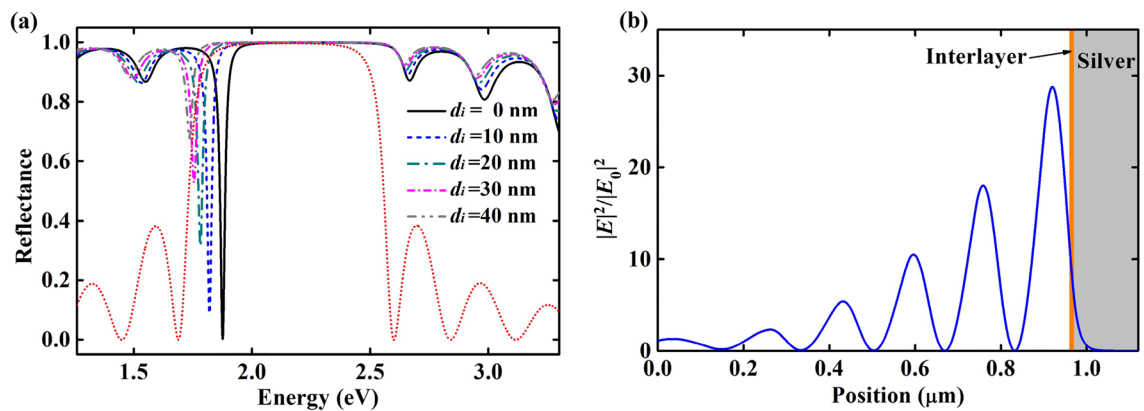 (a)
1.0
0.8
0.6
0.4
0.2
0.0
Reflectance
1.5
2.0
2.5
3.0
Energy (eV)
dᵢ = 0 nm
dᵢ =10 nm
dᵢ =20 nm
dᵢ =30 nm
dᵢ =40 nm
(b)
30
20
10
0
|E|²/|E₀|²
Interlayer
Silver
0.0
0.2
0.4
0.6
0.8
1.0
Position (μm)